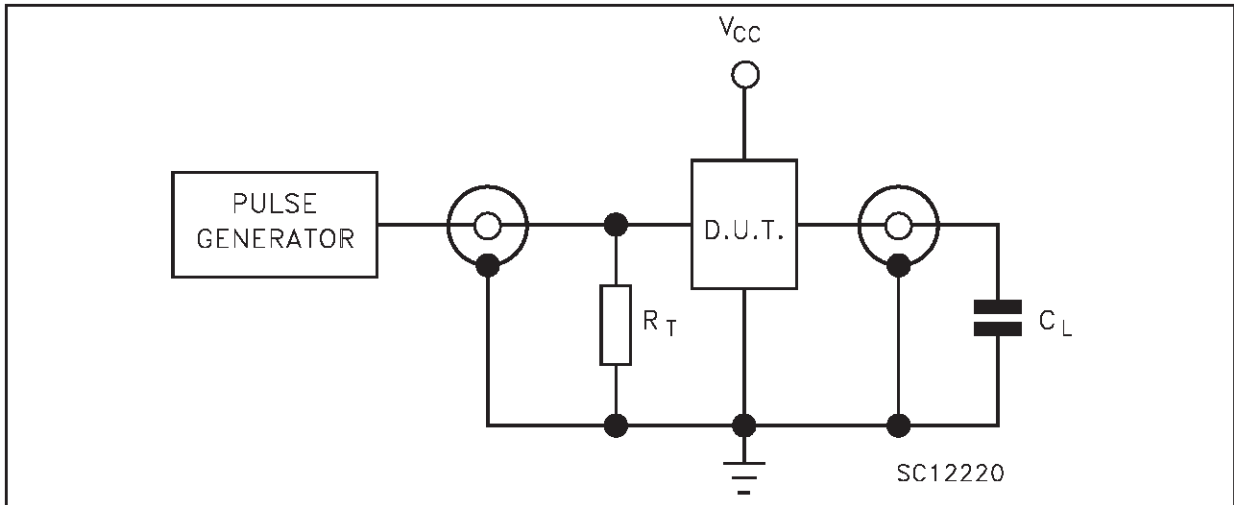 VCC
PULSE
GENERATOR
D.U.T.
RT
CL
SC12220